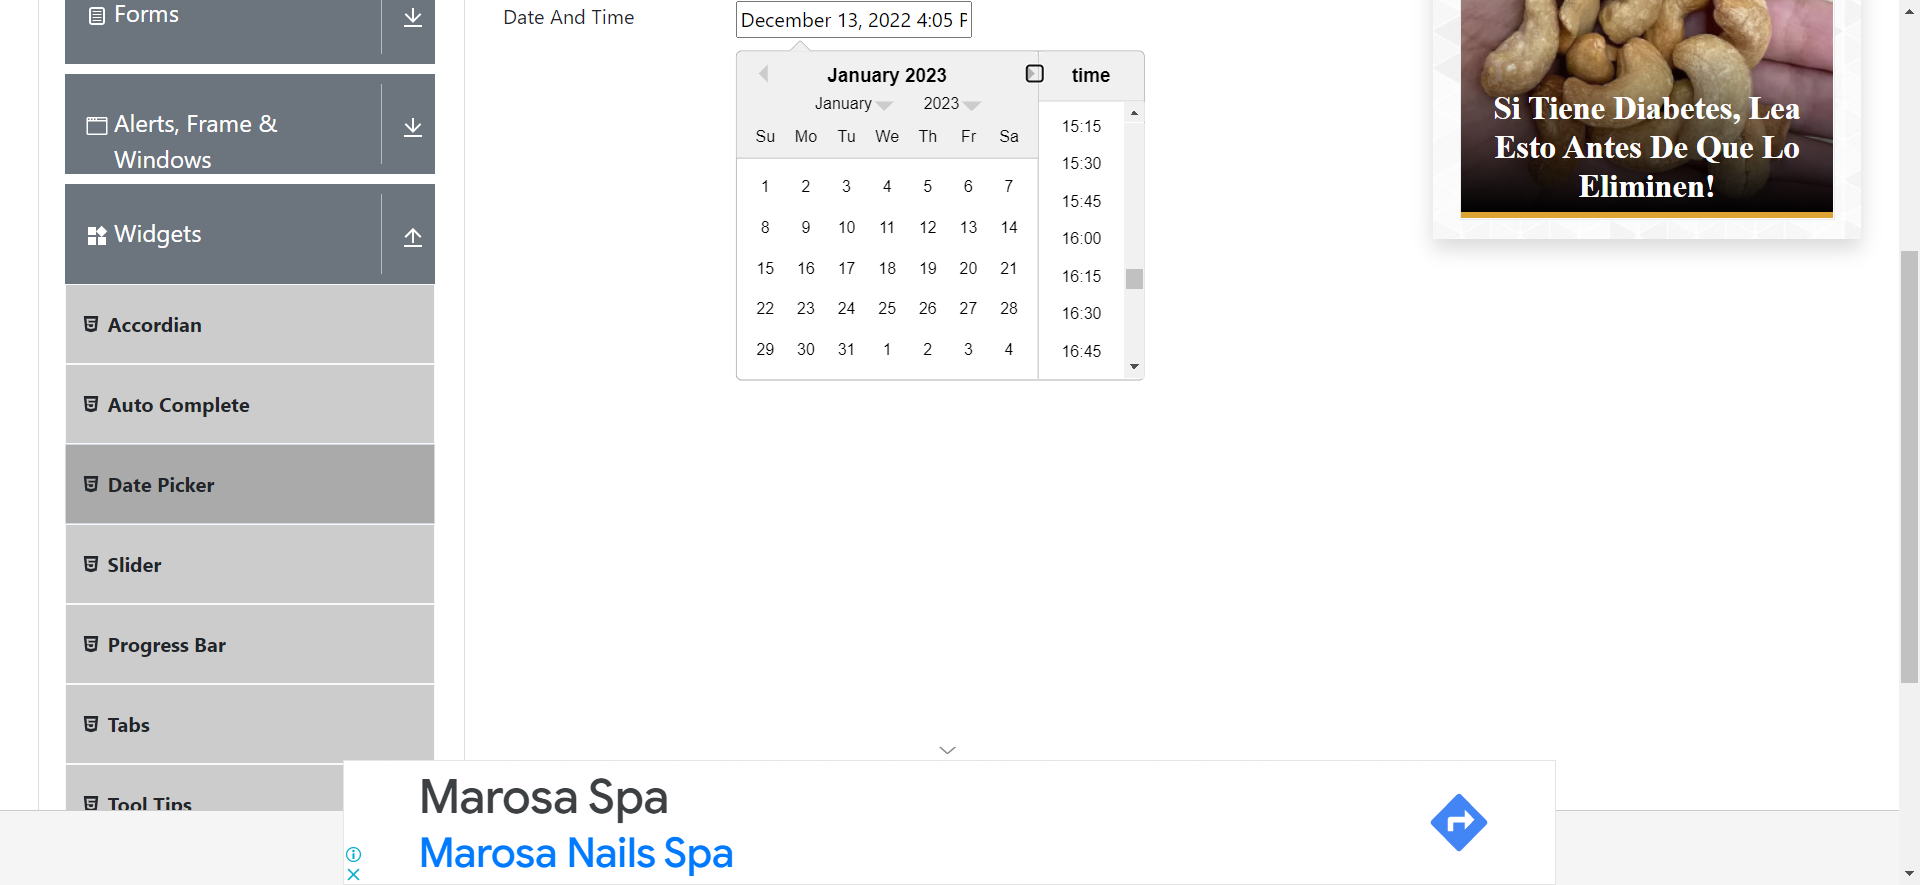 Forms
Alerts, Frame &
Windows
Widgets
Accordian
Auto Complete
Date Picker
Slider
Progress Bar
Tabs
Tool Tips
Date And Time
December 13, 2022 4:05 P
January 2023
January 2023
Su Mo Tu We Th Fr Sa
1 2 3 4 5 6 7
8 9 10 11 12 13 14
15 16 17 18 19 20 21
22 23 24 25 26 27 28
29 30 31 1 2 3 4
time
15:15
15:30
15:45
16:00
16:15
16:30
16:45
Si Tiene Diabetes, Lea
Esto Antes De Que Lo
Eliminen!
Marosa Spa
Marosa Nails Spa